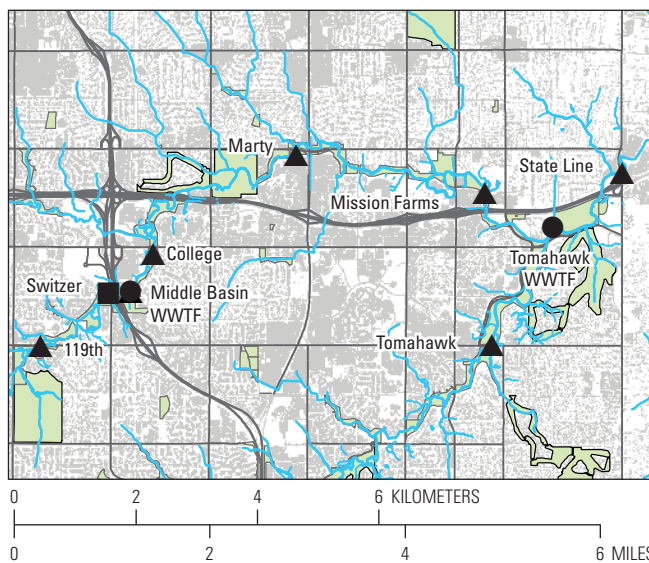 Marty
State Line
Mission Farms
College
Tomahawk
WWTF
Switzer
Middle Basin
WWTF
119th
Tomahawk
0 2 4 6 KILOMETERS
0 2 4 6 MILES